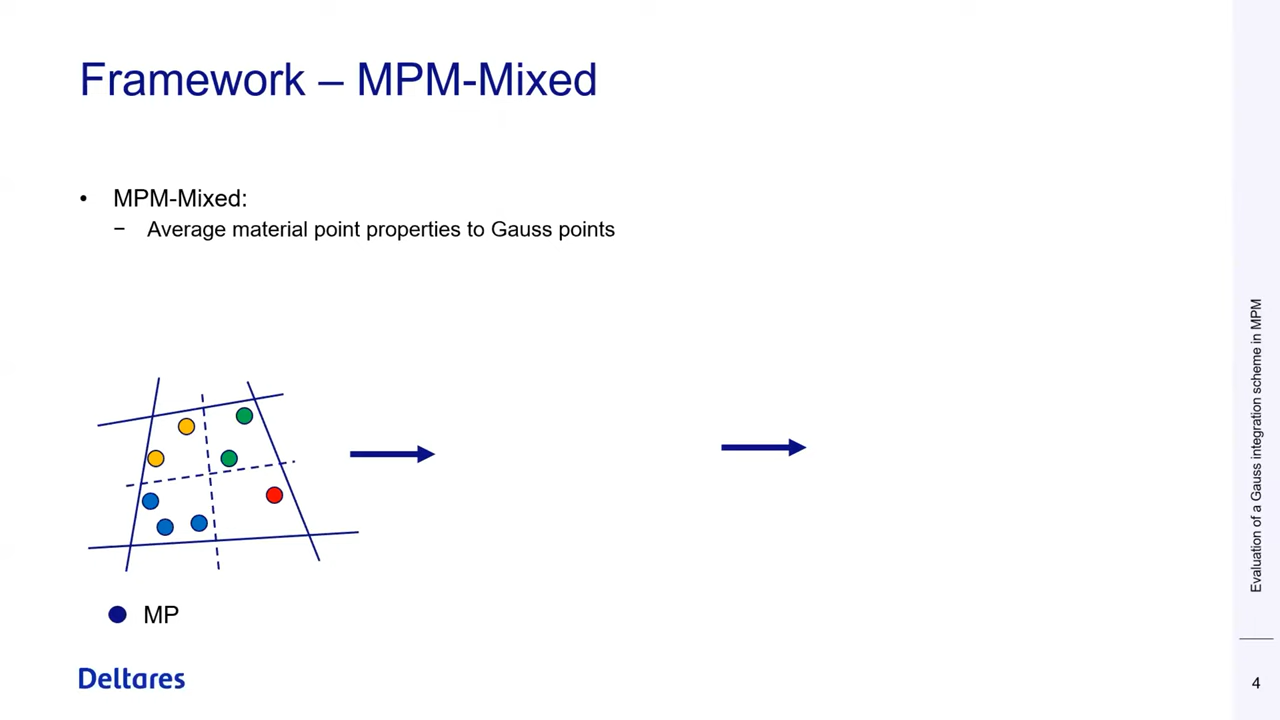 Framework – MPM-Mixed
• MPM-Mixed:
− Average material point properties to Gauss points
MP
Deltares
Evaluation of a Gauss integration scheme in MPM
4